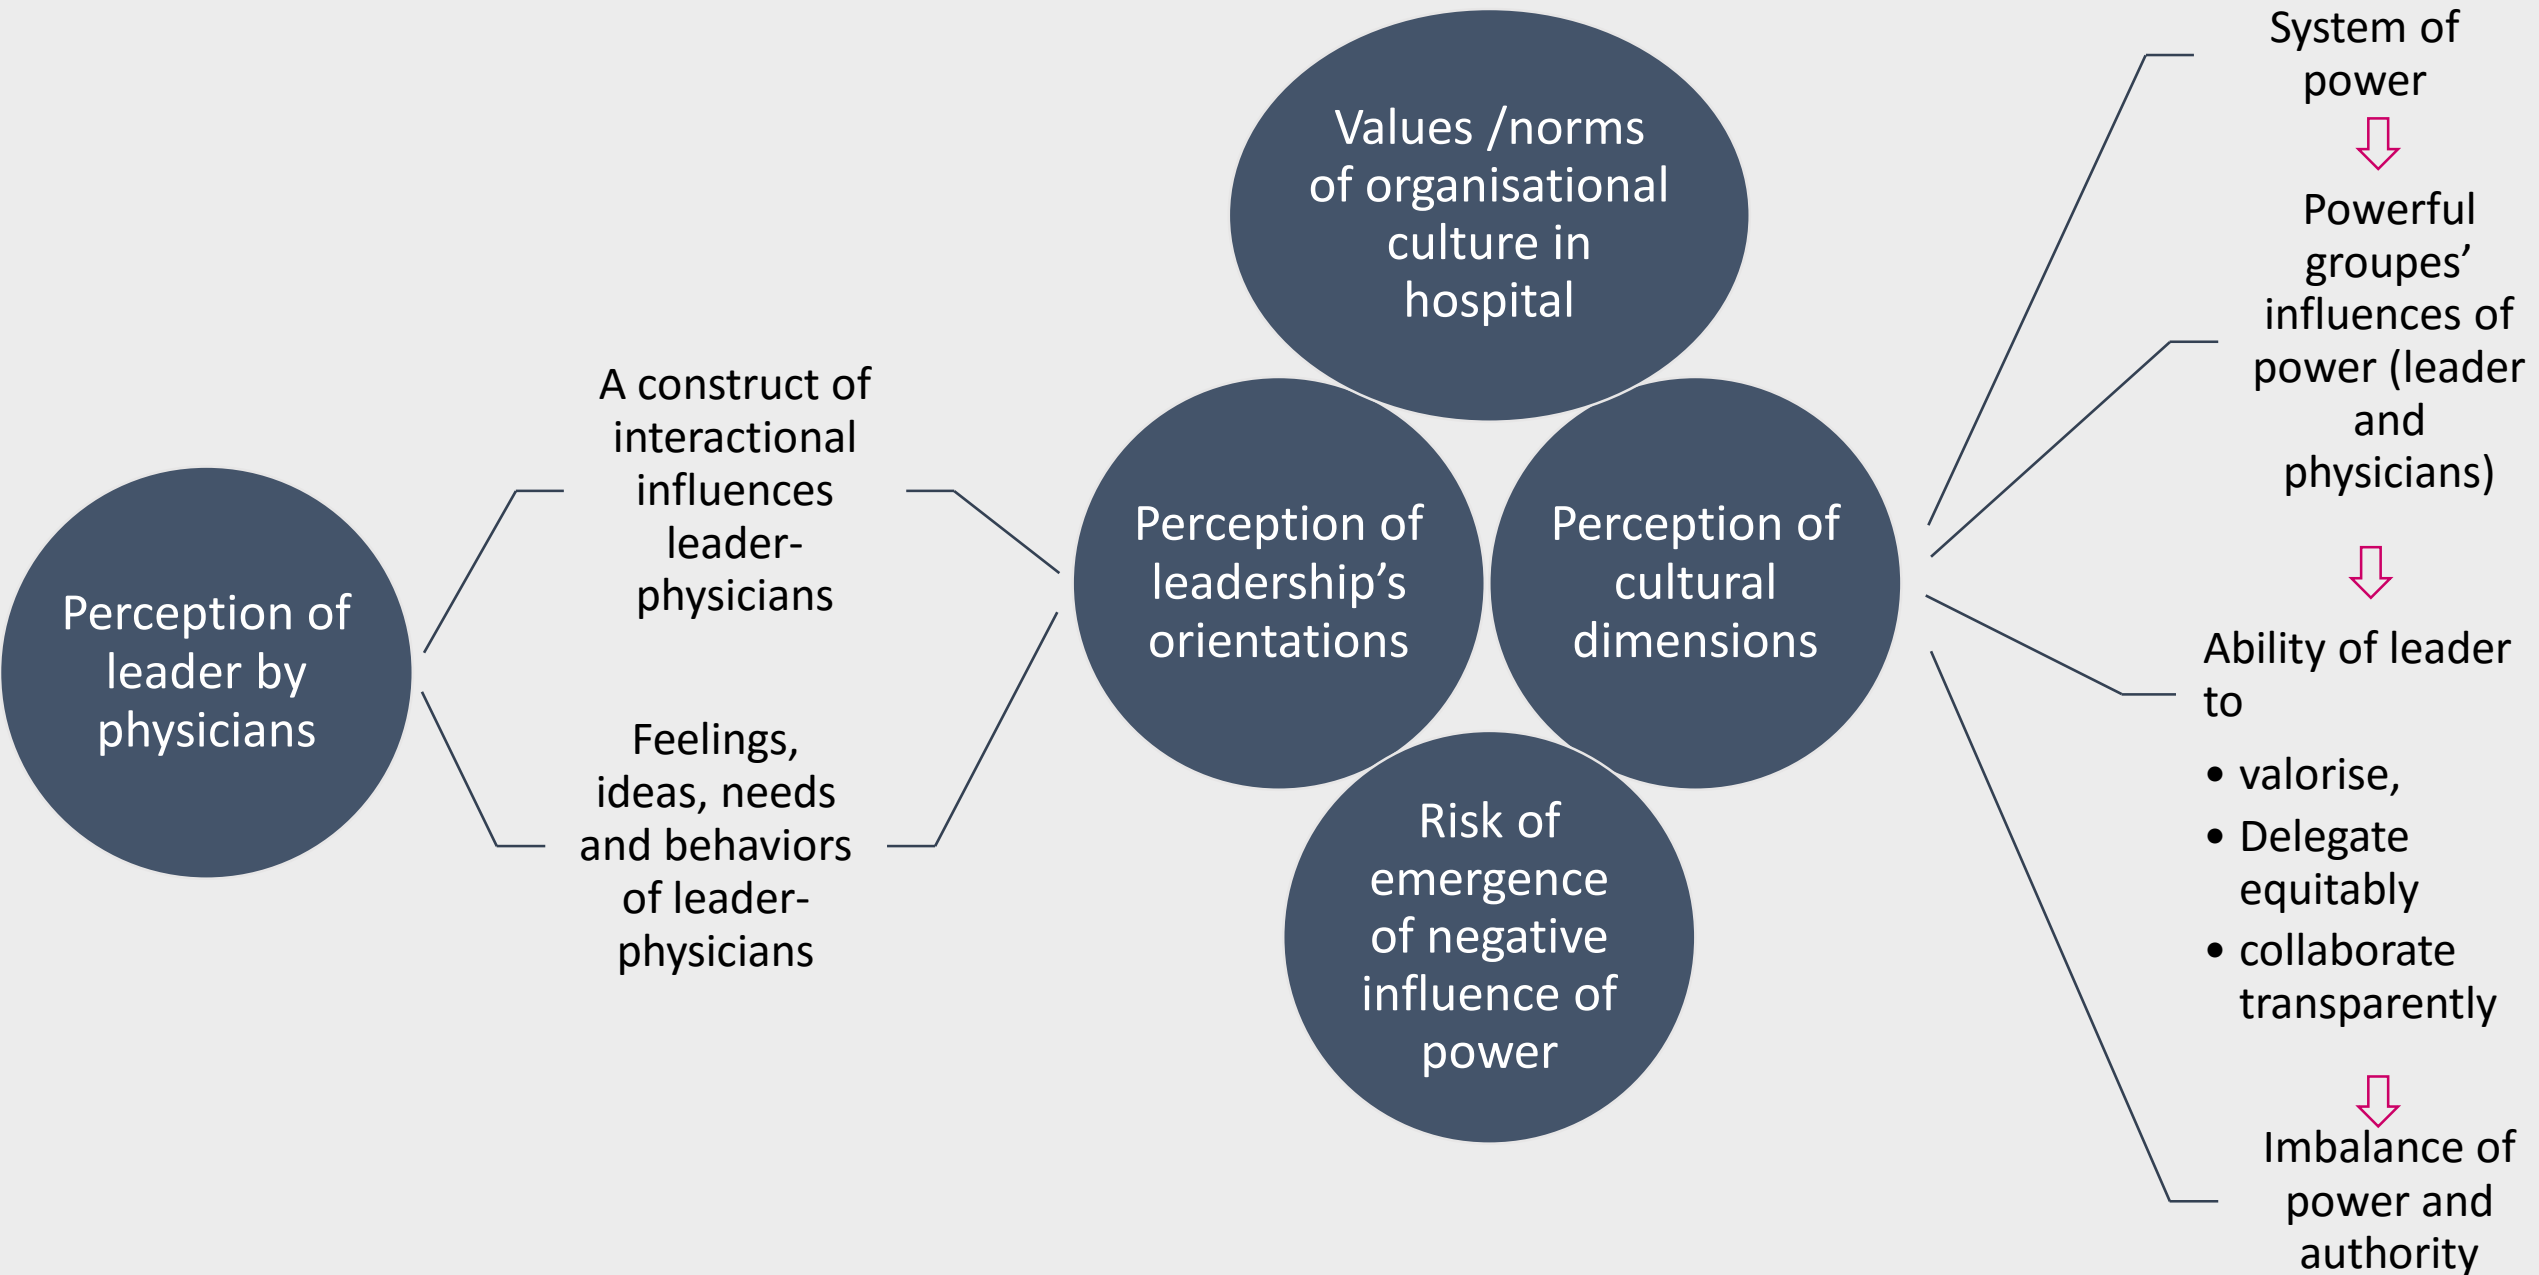 Perception of
leader by
physicians
A construct of
interactional
influences
leader-
physicians
Feelings,
ideas, needs
and behaviors
of leader-
physicians
Values /norms
of organisational
culture in
hospital
Perception of
leadership’s
orientations
Perception of
cultural
dimensions
Risk of
emergence
of negative
influence of
power
System of
power
Powerful
groupes’
influences of
power (leader
and
physicians)
Ability of leader
to
• valorise,
• Delegate
equitably
• collaborate
transparently
Imbalance of
power and
authority